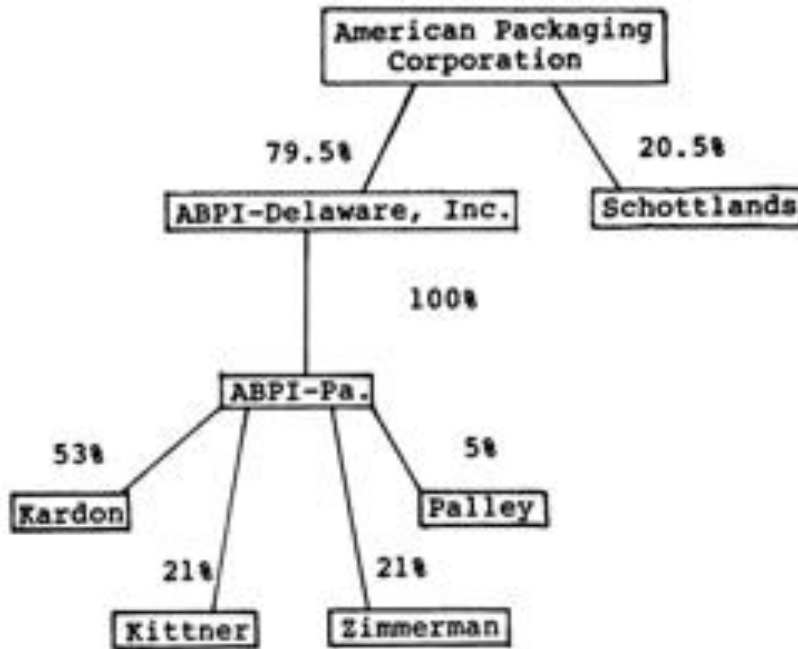 American Packaging
Corporation
79.5%
20.5%
ABPI-Delaware, Inc.
Schottlands
100%
ABPI-Pa.
53%
5%
Kardon
Palley
21%
21%
Kittner
Zimmerman